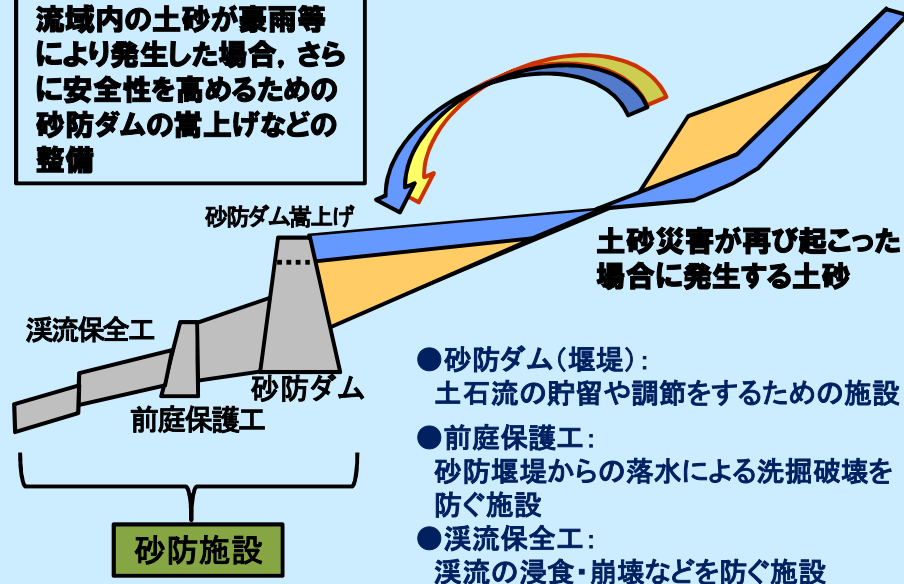 流域内の土砂が豪雨等
により発生した場合，さら
に安全性を高めるための
砂防ダムの嵩上げなどの
整備
砂防ダム嵩上げ
土砂災害が再び起こった
場合に発生する土砂
渓流保全工
砂防ダム
前庭保護工
砂防施設
●砂防ダム（堰堤）：
土石流の貯留や調節をするための施設
●前庭保護工：
砂防堰堤からの落水による洗掘破壊を
防ぐ施設
●渓流保全工：
渓流の浸食・崩壊などを防ぐ施設